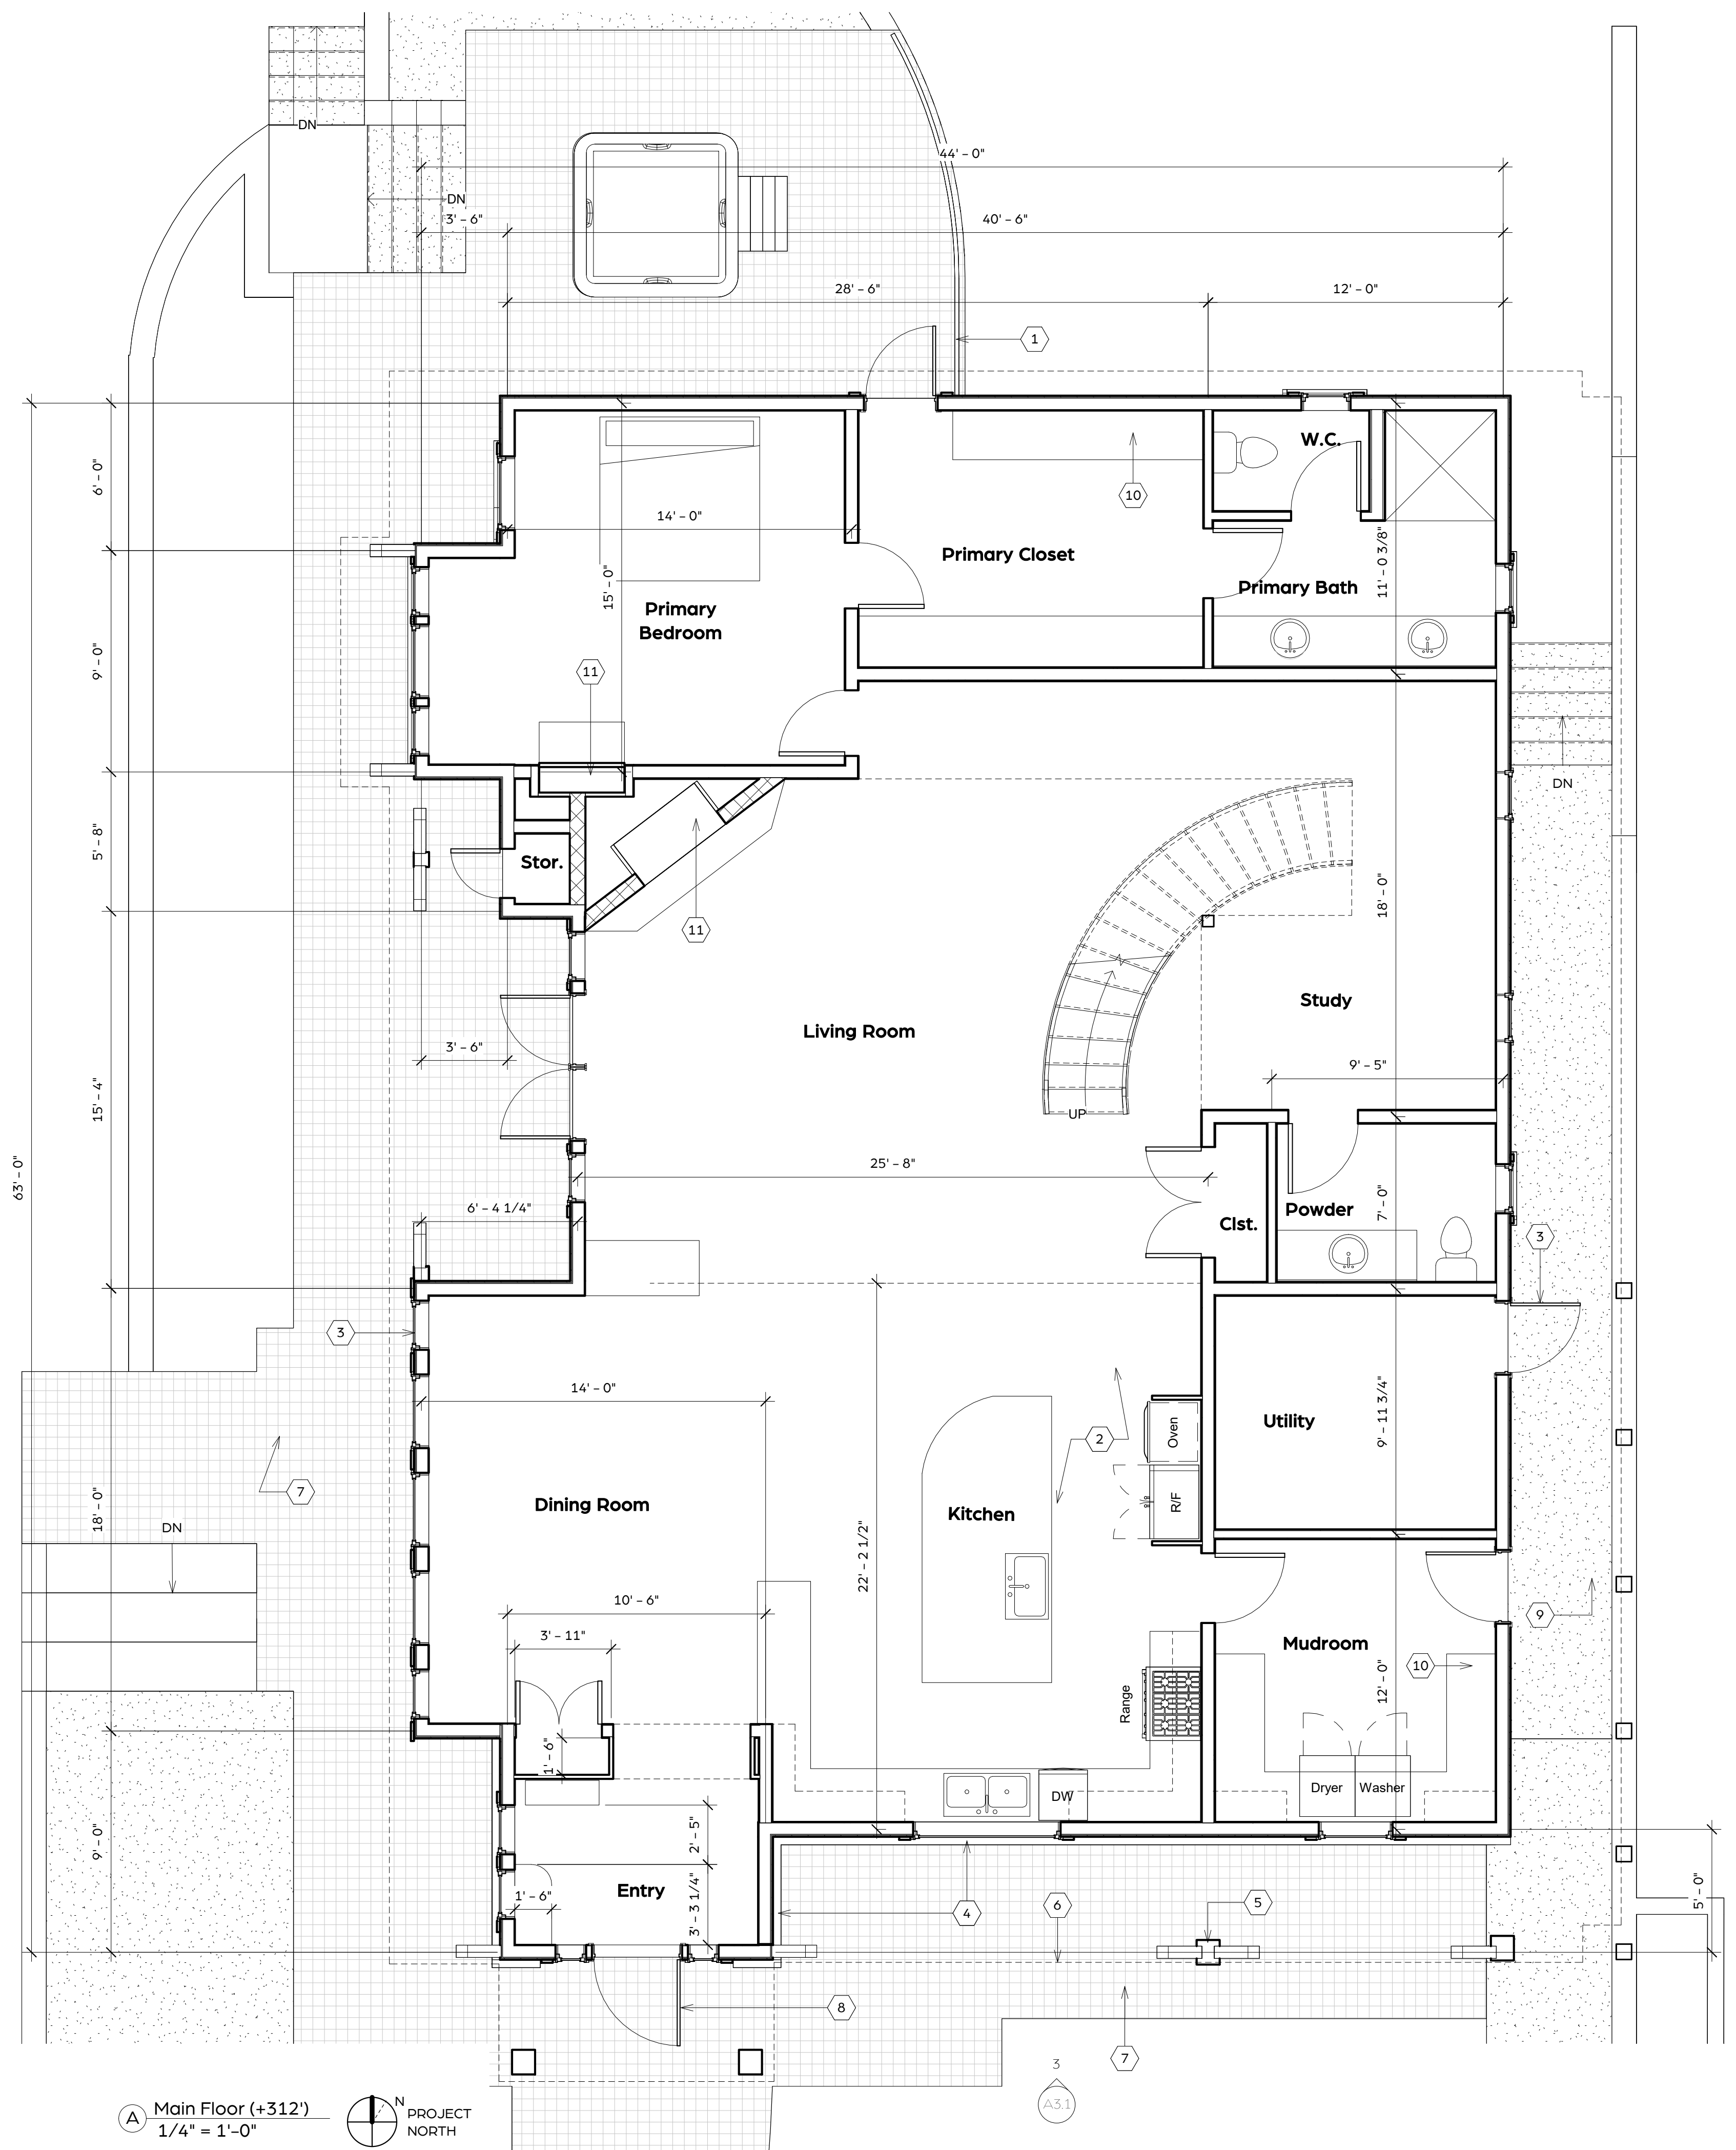 DN
44' - 0"
DN
3' - 6"
40' - 6"
28' - 6"
12' - 0"
1
W.C.
6' - 0"
10
14' - 0"
11' - 0 3/8"
Primary Closet
15' - 0"
Primary Bath
Primary
Bedroom
9' - 0"
11
DN
5' - 8"
Stor.
18' - 0"
11
Study
Living Room
3' - 6"
9' - 5"
15' - 4"
UP
63' - 0"
25' - 8"
6' - 4 1/4"
7' - 0"
Powder
Clst.
3
3
14' - 0"
9' - 11 3/4"
Utility
Oven
2
7
R/F
Dining Room
18' - 0"
Kitchen
DN
22' - 2 1/2"
10' - 6"
9
3' - 11"
Mudroom
10
12' - 0"
Range
1' - 6"
Dryer
Washer
DW
2' - 5"
9' - 0"
Entry
1' - 6"
3' - 3 1/4"
4
6
5
5' - 0"
8
7
3
A3.1
A
Main Floor (+312')
1/4" = 1'-0"
N
PROJECT
NORTH